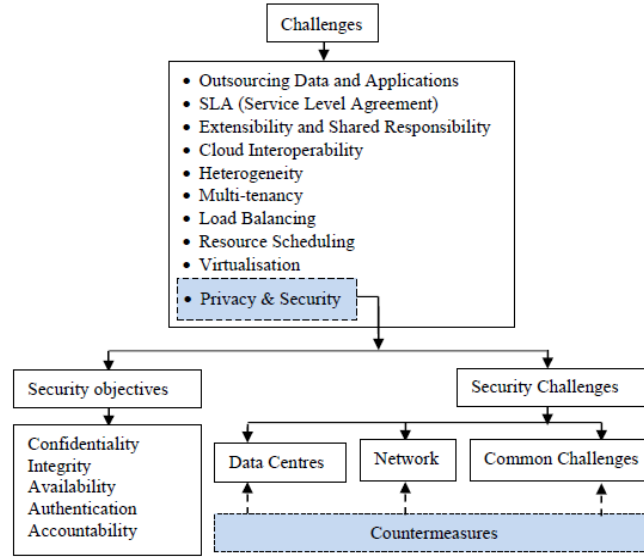 Challenges
• Outsourcing Data and Applications
• SLA (Service Level Agreement)
• Extensibility and Shared Responsibility
• Cloud Interoperability
• Heterogeneity
• Multi-tenancy
• Load Balancing
• Resource Scheduling
• Virtualisation
• Privacy & Security
Security objectives
Security Challenges
Confidentiality
Integrity
Availability
Authentication
Accountability
Data Centres
Network
Common Challenges
Countermeasures